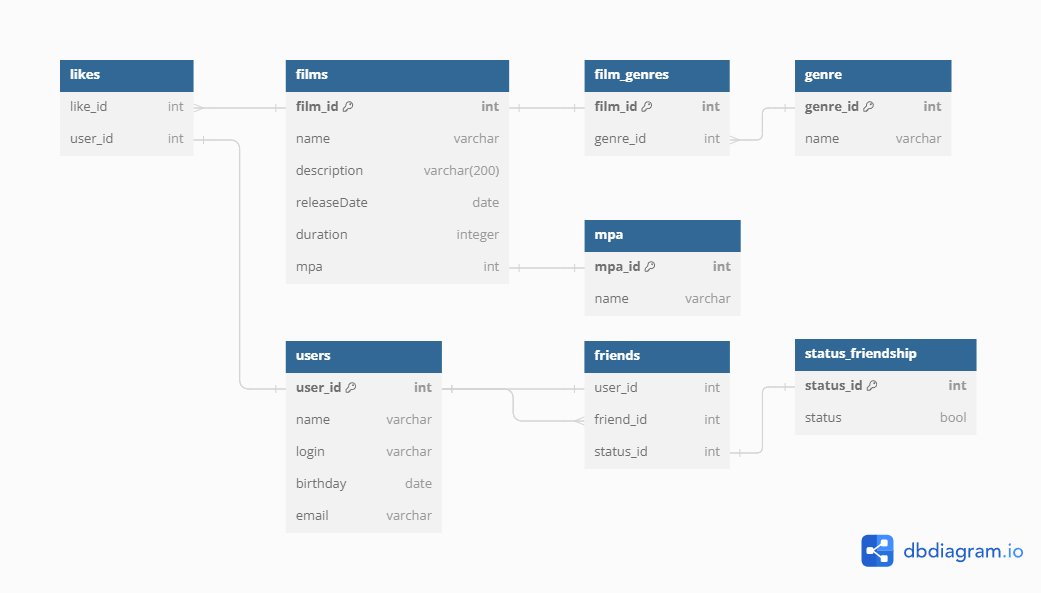 likes
like_id int
user_id int
films
film_id int
name varchar
description varchar(200)
releaseDate date
duration integer
mpa int
film_genres
film_id int
genre_id int
genre
genre_id int
name varchar
mpa
mpa_id int
name varchar
users
user_id int
name varchar
login varchar
birthday date
email varchar
friends
user_id int
friend_id int
status_id int
status_friendship
status_id int
status bool
dbdiagram.io